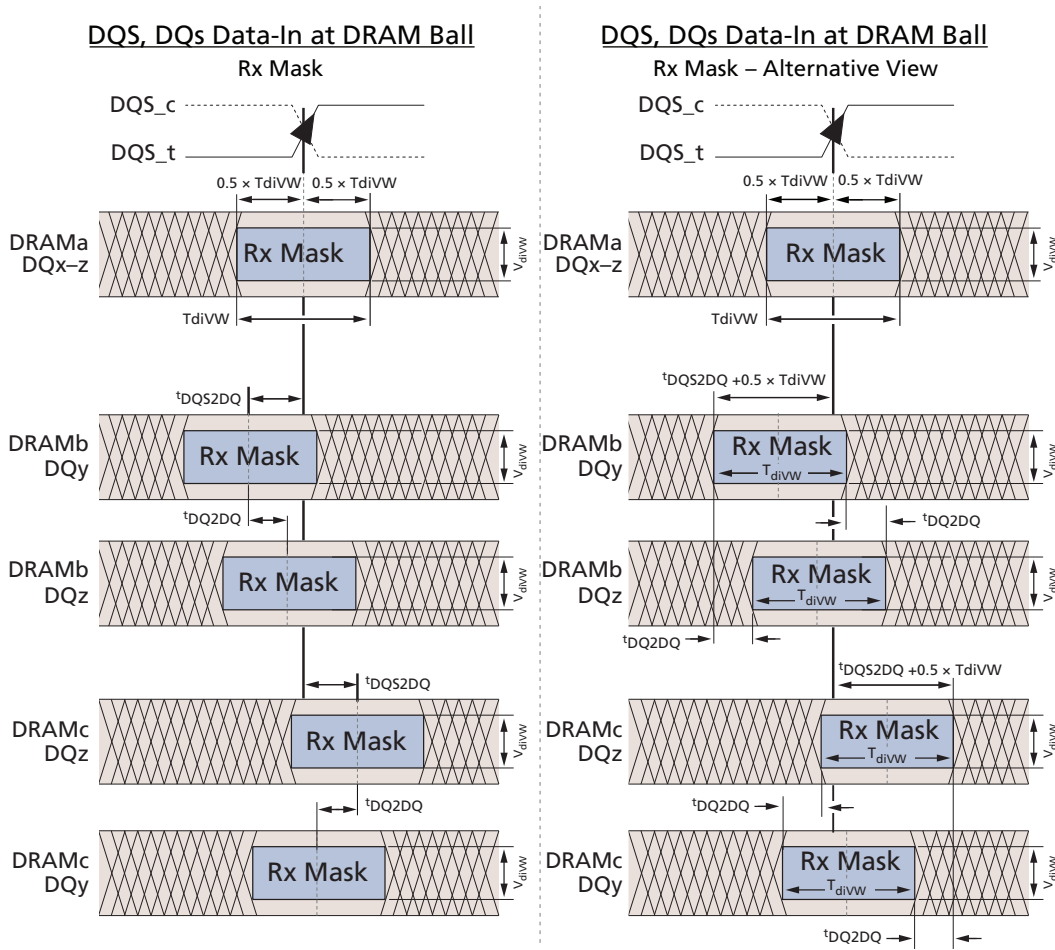 DQS, DQs Data-In at DRAM Ball
Rx Mask
DQS_c
DQS_t
0.5 × TdiVW 0.5 × TdiVW
DRAMa
DQx–z
Rx Mask
VdiVW
TdiVW
tDQS2DQ
DRAMb
DQy
Rx Mask
VdiVW
tDQ2DQ
DRAMb
DQz
Rx Mask
VdiVW
tDQS2DQ
DRAMc
DQz
Rx Mask
VdiVW
tDQ2DQ
DRAMc
DQy
Rx Mask
VdiVW
DQS, DQs Data-In at DRAM Ball
Rx Mask – Alternative View
DQS_c
DQS_t
0.5 × TdiVW 0.5 × TdiVW
DRAMa
DQx–z
Rx Mask
VdiVW
TdiVW
tDQS2DQ +0.5 × TdiVW
DRAMb
DQy
Rx Mask
TdiVW
VdiVW
tDQ2DQ
DRAMb
DQz
Rx Mask
TdiVW
VdiVW
tDQ2DQ
tDQS2DQ +0.5 × TdiVW
DRAMc
DQz
Rx Mask
TdiVW
VdiVW
tDQ2DQ
DRAMc
DQy
Rx Mask
TdiVW
VdiVW
tDQ2DQ